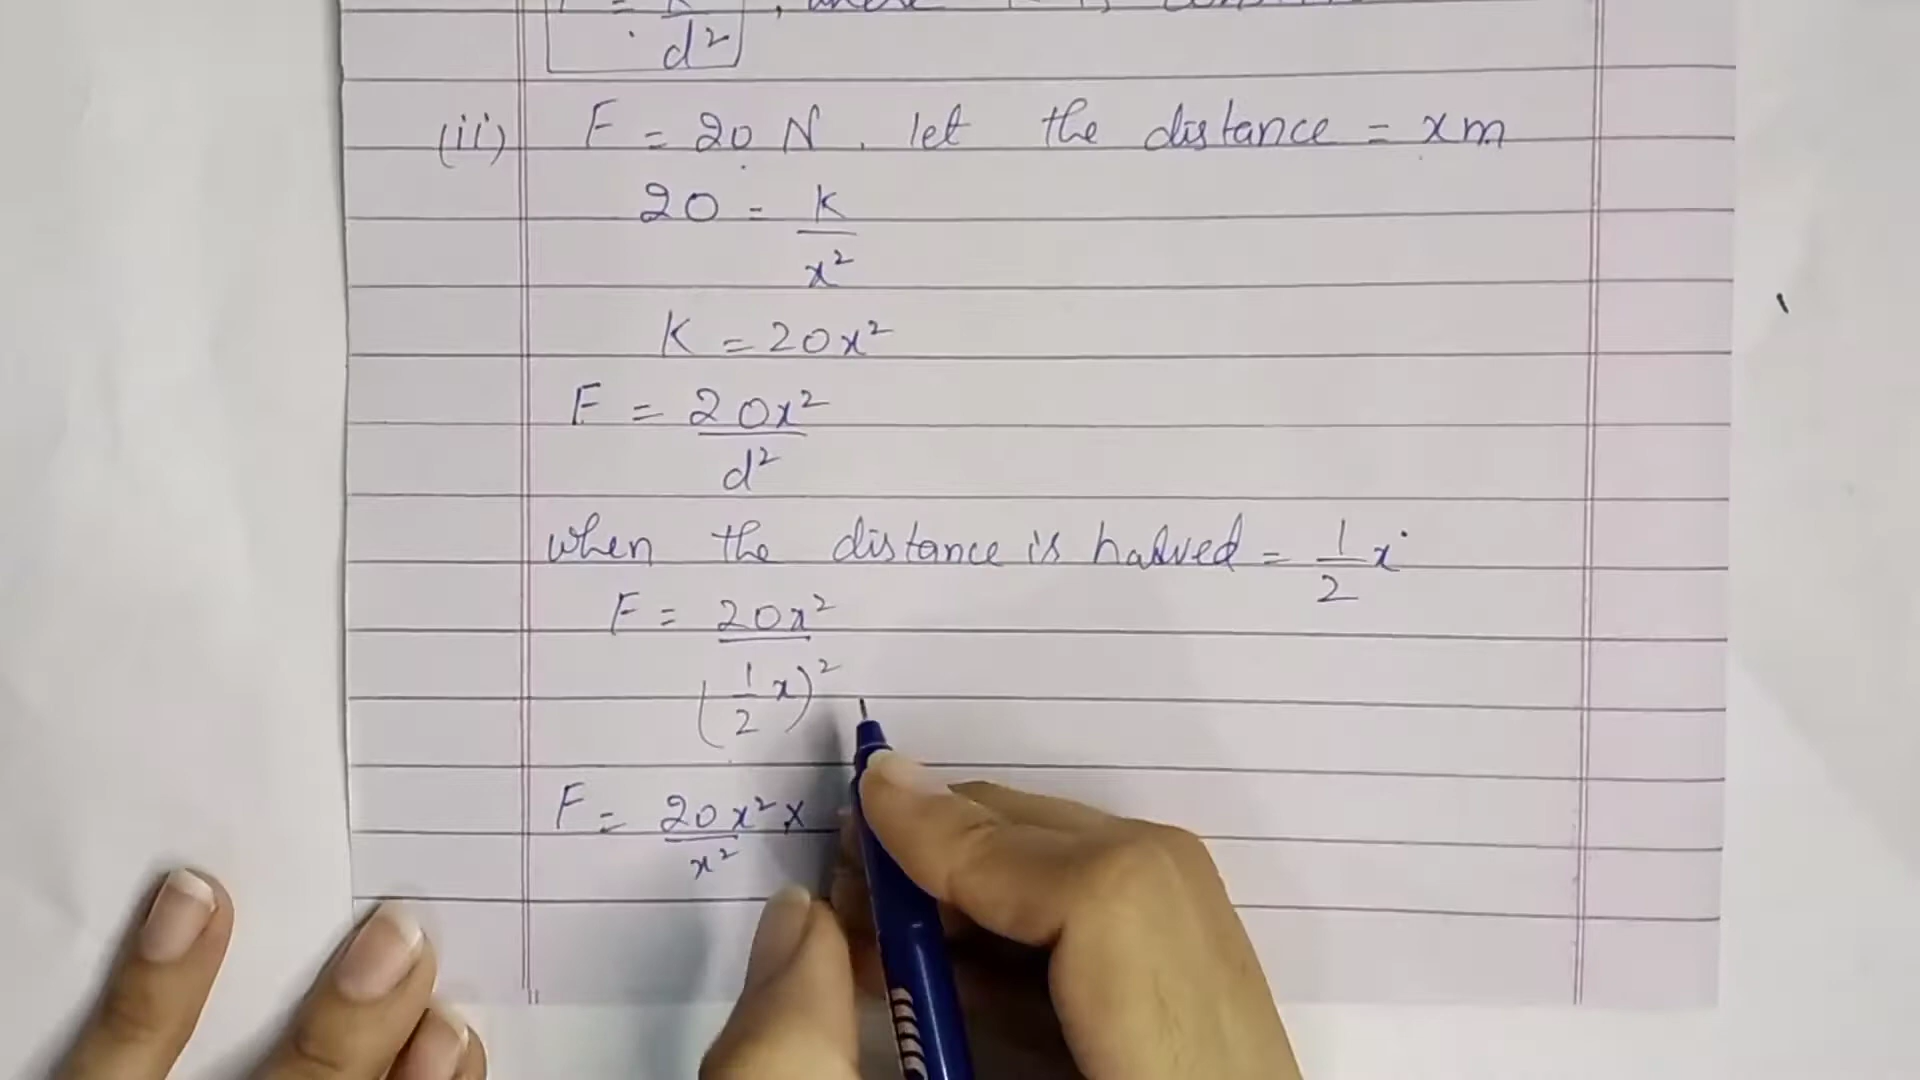 d²
(ii) F = 20 N. let the distance = x m
20 = k/x²
K = 20x²
F = 20x²/d²
when the distance is halved = 1/2 x
F = 20x²/(1/2 x)²
F = 20x²/x² ×